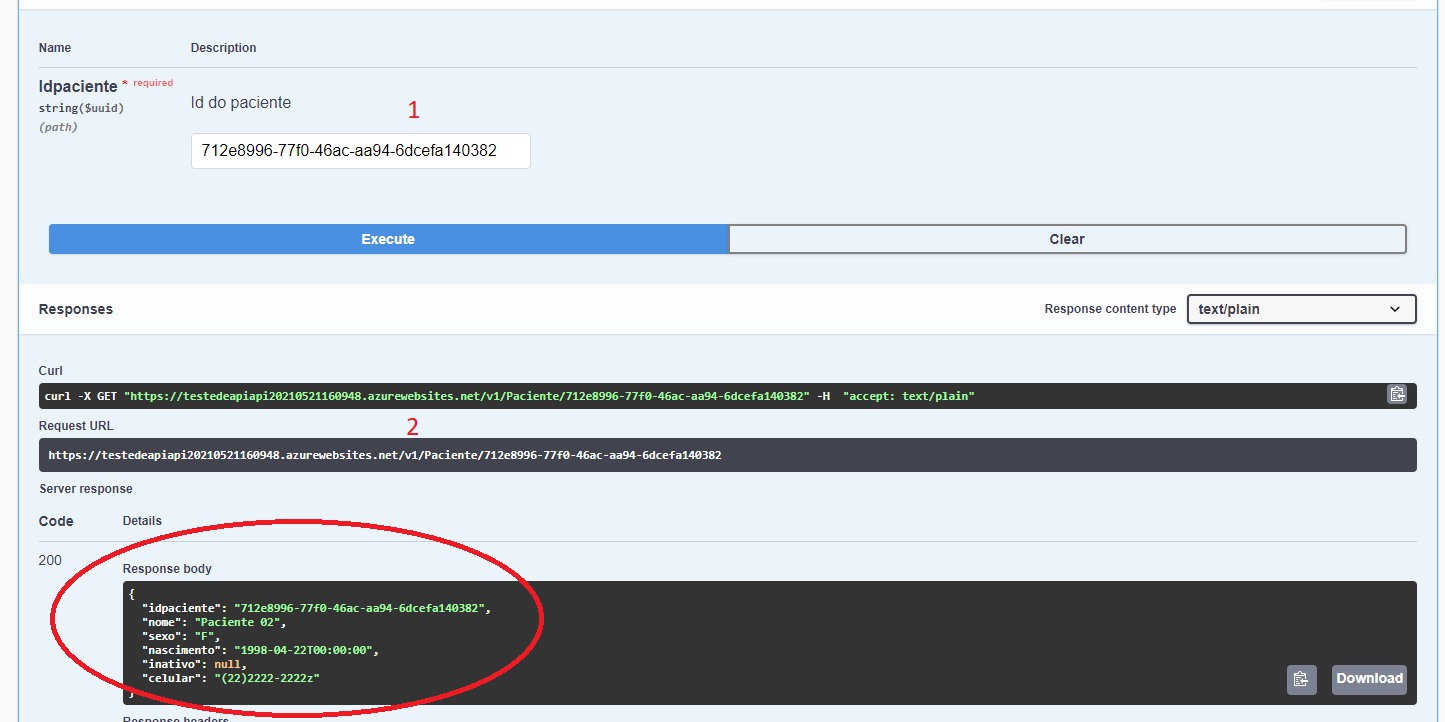 Name Description
Idpaciente * required
string($uuid)
(path)
Id do paciente
1
712e8996-77f0-46ac-aa94-6dcefa140382
Execute Clear
Responses Response content type text/plain
Curl
curl -X GET "https://testedeapiapi20210521160948.azurewebsites.net/v1/Paciente/712e8996-77f0-46ac-aa94-6dcefa140382" -H "accept: text/plain"
Request URL
2
https://testedeapiapi20210521160948.azurewebsites.net/v1/Paciente/712e8996-77f0-46ac-aa94-6dcefa140382
Server response
Code Details
200
Response body
{
"idpaciente": "712e8996-77f0-46ac-aa94-6dcefa140382",
"nome": "Paciente 02",
"sexo": "F",
"nascimento": "1998-04-22T00:00:00",
"inativo": null,
"celular": "(22)2222-2222z"
}
Download
Response headers